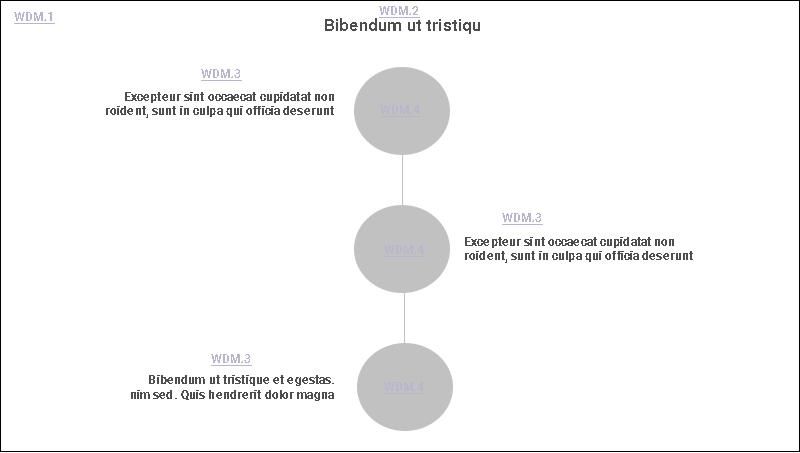 WDM.1
WDM.2
Bibendum ut tristiqu
WDM.3
Excepteur sint occaecat cupidatat non
roident, sunt in culpa qui officia deserunt
WDM.4
WDM.3
Excepteur sint occaecat cupidatat non
roident, sunt in culpa qui officia deserunt
WDM.4
WDM.3
Bibendum ut tristique et egestas.
nim sed. Quis hendrerit dolor magna
WDM.4